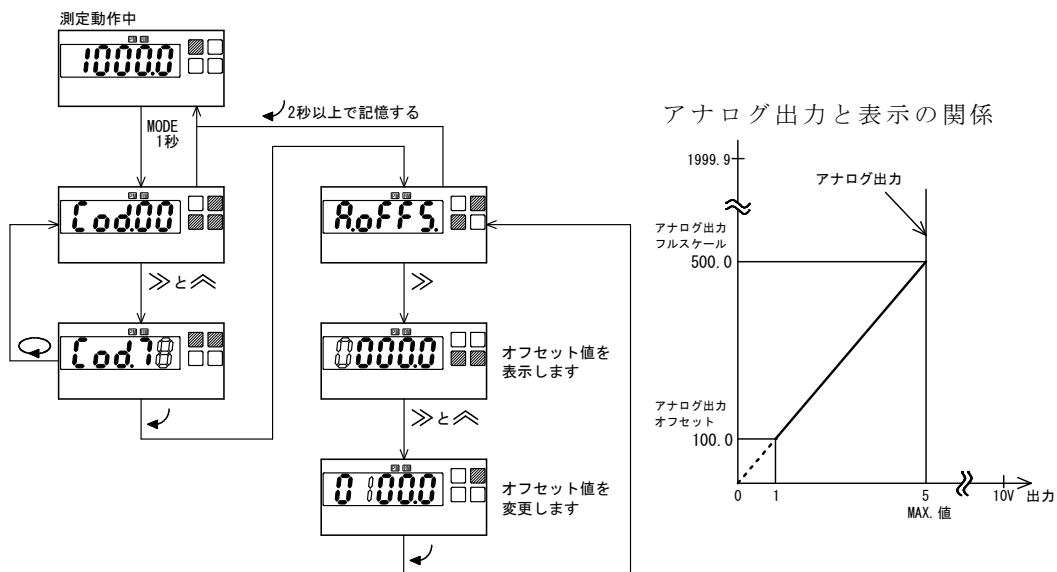 測定動作中
1000.0
MODE
1秒
2秒以上で記憶する
Cod.00
≫と︽
Cod.78
A.oFFS.
≫
0000.0
オフセット値を
表示します
≫と︽
0100.0
オフセット値を
変更します
アナログ出力と表示の関係
1999.9
アナログ出力
アナログ出力
フルスケール
500.0
アナログ出力
オフセット
100.0
0 1 5 10V 出力
MAX. 値